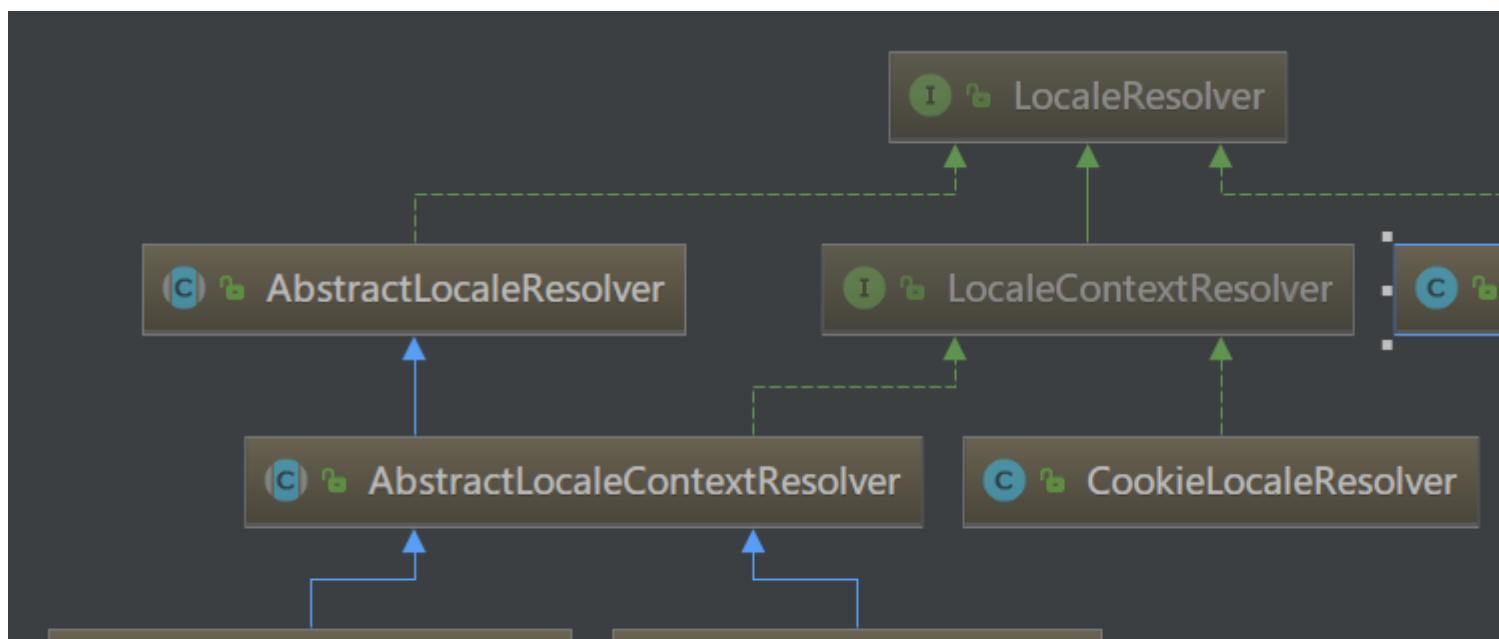 I LocaleResolver
C AbstractLocaleResolver
I LocaleContextResolver
C
C AbstractLocaleContextResolver
C CookieLocaleResolver